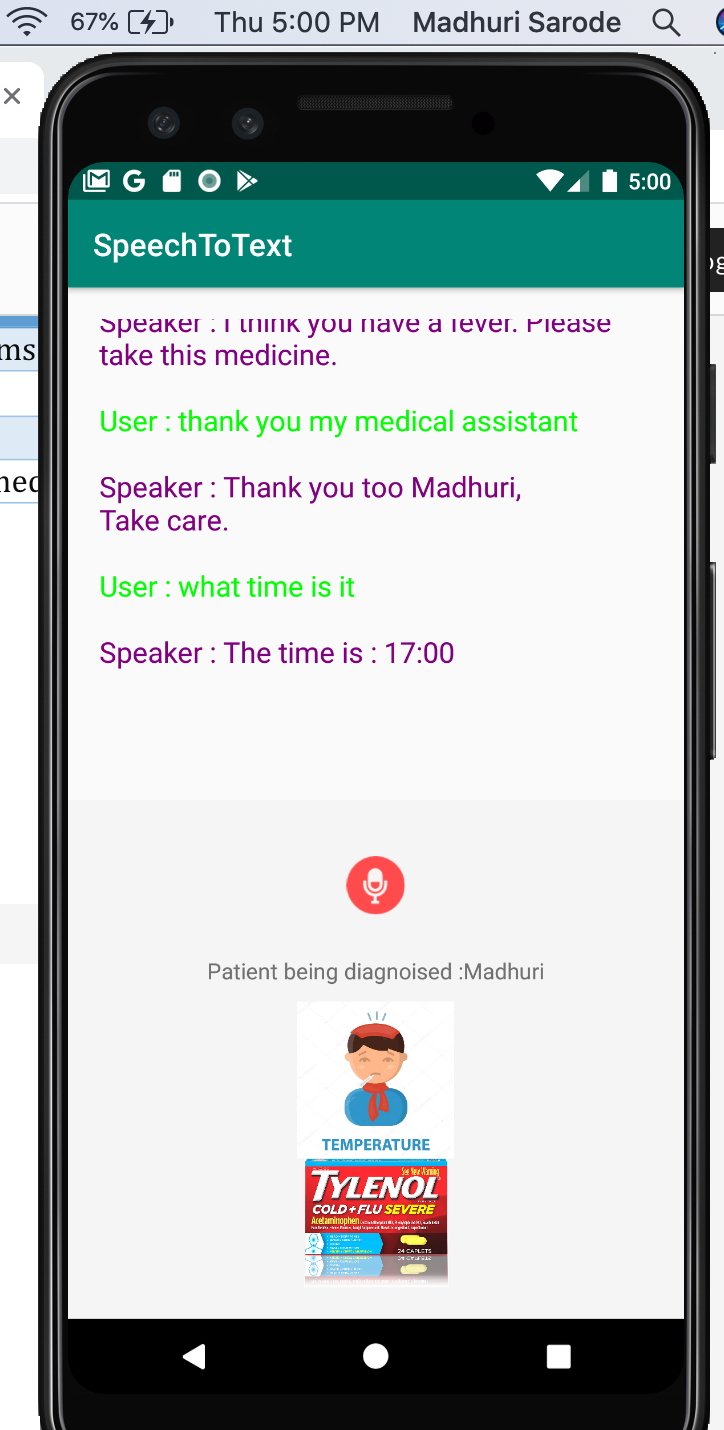 67% Thu 5:00 PM Madhuri Sarode
5:00
SpeechToText
Speaker : I think you have a fever. Please
take this medicine.
User : thank you my medical assistant
Speaker : Thank you too Madhuri,
Take care.
User : what time is it
Speaker : The time is : 17:00
Patient being diagnoised :Madhuri
TEMPERATURE
See New Warning
TYLENOL
COLD + FLU SEVERE
Acetaminophen
24 CAPLETS